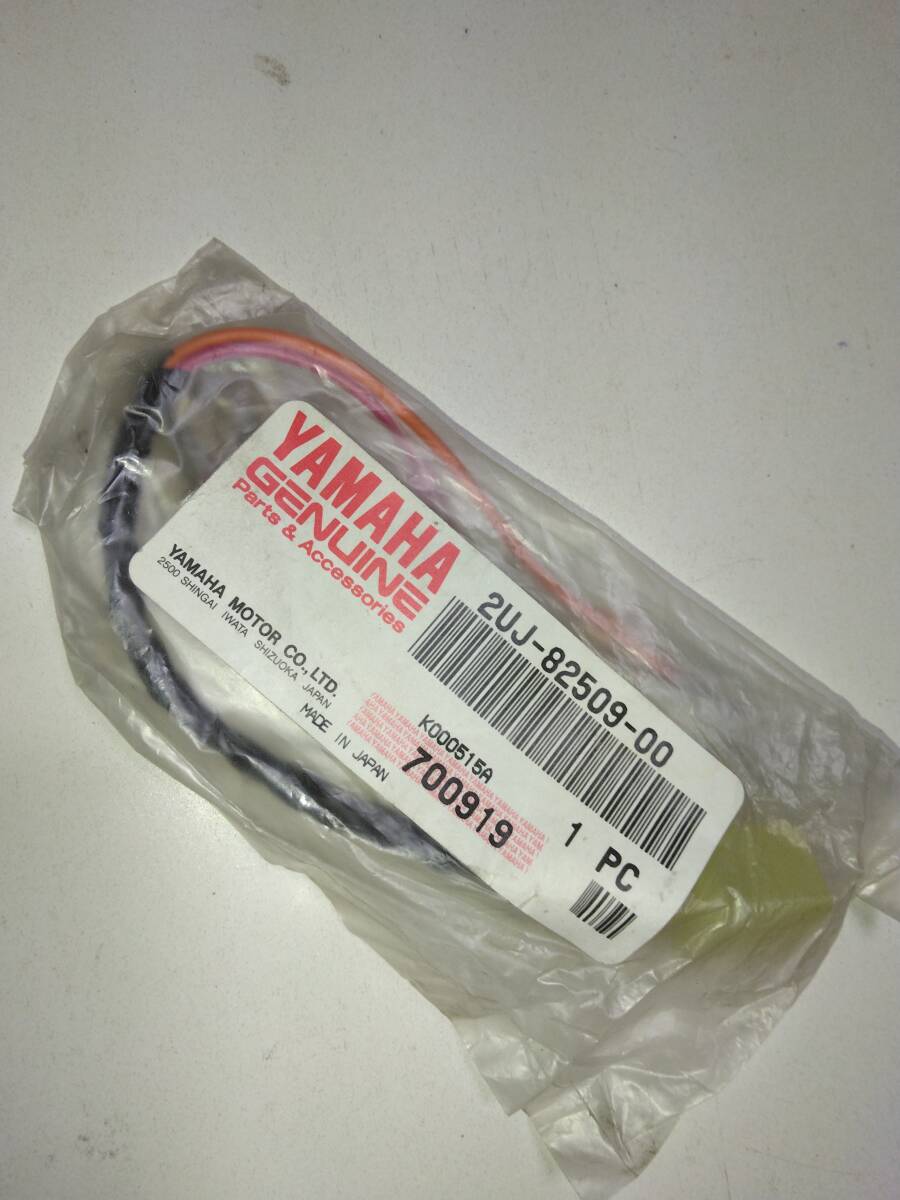 YAMAHA
GENUINE
Parts & Accessories
YAMAHA MOTOR CO., LTD.
2500 SHINGAI IWATA SHIZUOKA JAPAN
MADE IN JAPAN
2UJ-82509-00
K000515A
700919
1 PC